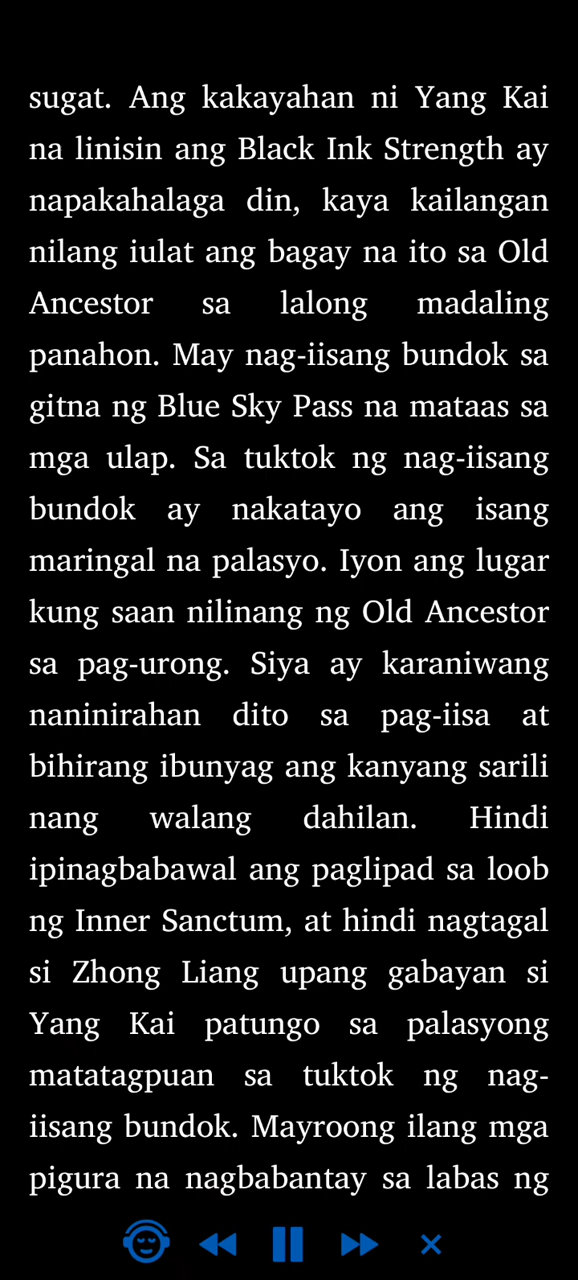 sugat. Ang kakayahan ni Yang Kai
na linisin ang Black Ink Strength ay
napakahalaga din, kaya kailangan
nilang iulat ang bagay na ito sa Old
Ancestor sa lalong madaling
panahon. May nag-iisang bundok sa
gitna ng Blue Sky Pass na mataas sa
mga ulap. Sa tuktok ng nag-iisang
bundok ay nakatayo ang isang
maringal na palasyo. Iyon ang lugar
kung saan nilinang ng Old Ancestor
sa pag-urong. Siya ay karaniwang
naninirahan dito sa pag-iisa at
bihirang ibunyag ang kanyang sarili
nang walang dahilan. Hindi
ipinagbabawal ang paglipad sa loob
ng Inner Sanctum, at hindi nagtagal
si Zhong Liang upang gabayan si
Yang Kai patungo sa palasyong
matatagpuan sa tuktok ng nag-
iisang bundok. Mayroong ilang mga
pigura na nagbabantay sa labas ng